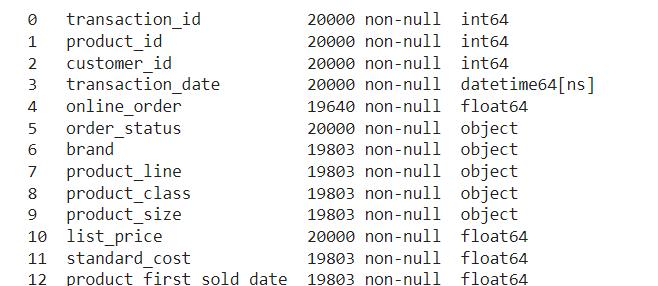 0 transaction_id 20000 non-null int64
1 product_id 20000 non-null int64
2 customer_id 20000 non-null int64
3 transaction_date 20000 non-null datetime64[ns]
4 online_order 19640 non-null float64
5 order_status 20000 non-null object
6 brand 19803 non-null object
7 product_line 19803 non-null object
8 product_class 19803 non-null object
9 product_size 19803 non-null object
10 list_price 20000 non-null float64
11 standard_cost 19803 non-null float64
12 product_first_sold_date 19803 non-null float64